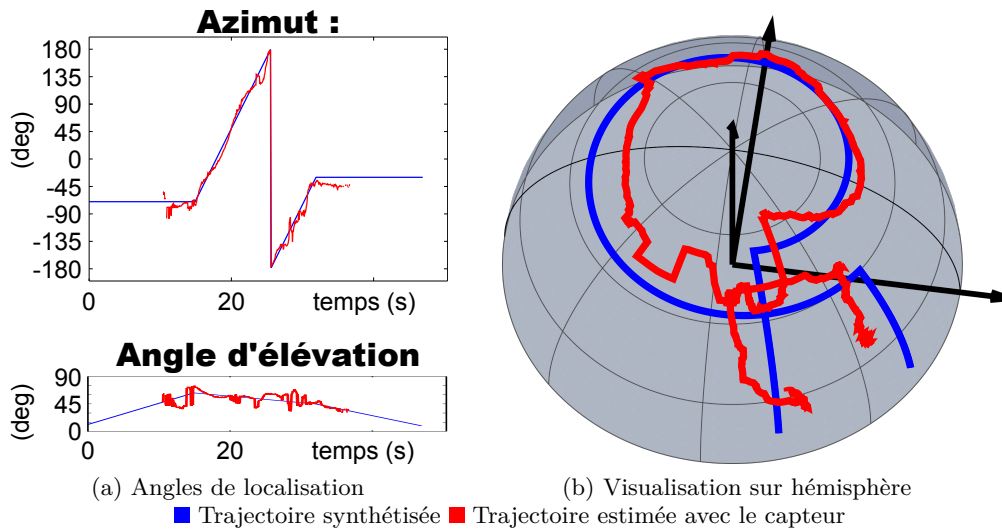 Azimut :
180
135
90
45
0
-45
-90
-135
-180
(deg)
0
20
temps (s)
Angle d'élévation
90
45
0
(deg)
0
20
temps (s)
(a) Angles de localisation
(b) Visualisation sur hémisphère
Trajectoire synthétisée
Trajectoire estimée avec le capteur